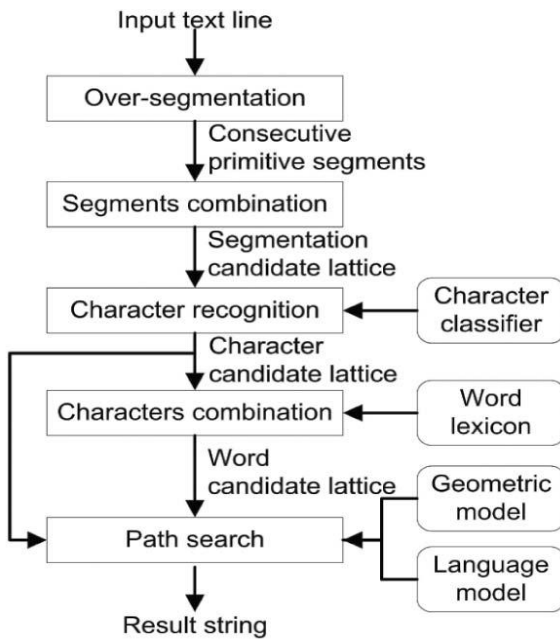 Input text line
Over-segmentation
Consecutive
primitive segments
Segments combination
Segmentation
candidate lattice
Character recognition
Character
classifier
Character
candidate lattice
Characters combination
Word
lexicon
Word
candidate lattice
Geometric
model
Path search
Language
model
Result string